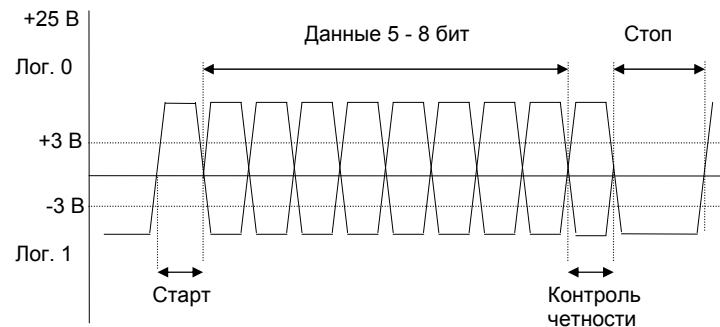 +25 В
Данные 5 - 8 бит
Стоп
Лог. 0
+3 В
-3 В
Лог. 1
Старт
Контроль
четности